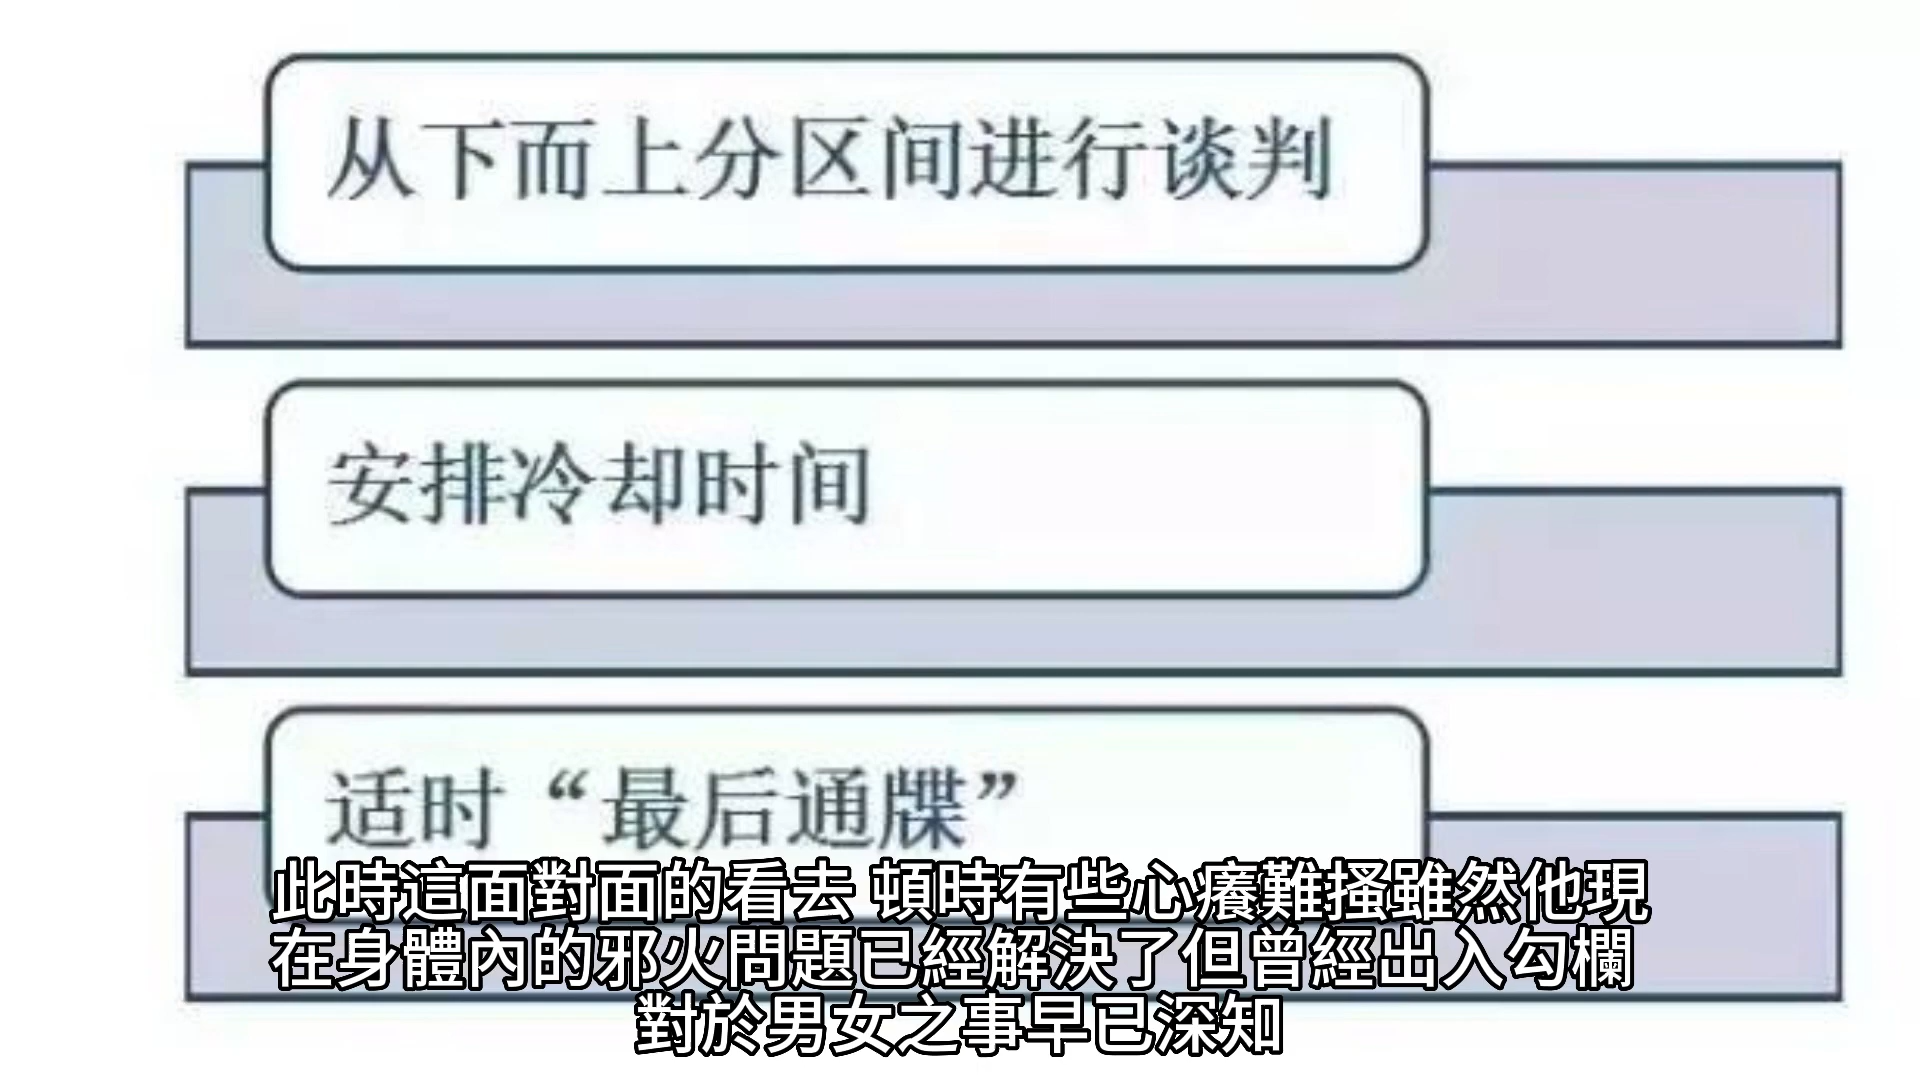 从下而上分区间进行谈判
安排冷却时间
适时“最后通牒”
此時這面對面的看去 頓時有些心癢難搔雖然他現
在身體內的邪火問題已經解決了但曾經出入勾欄
對於男女之事早已深知